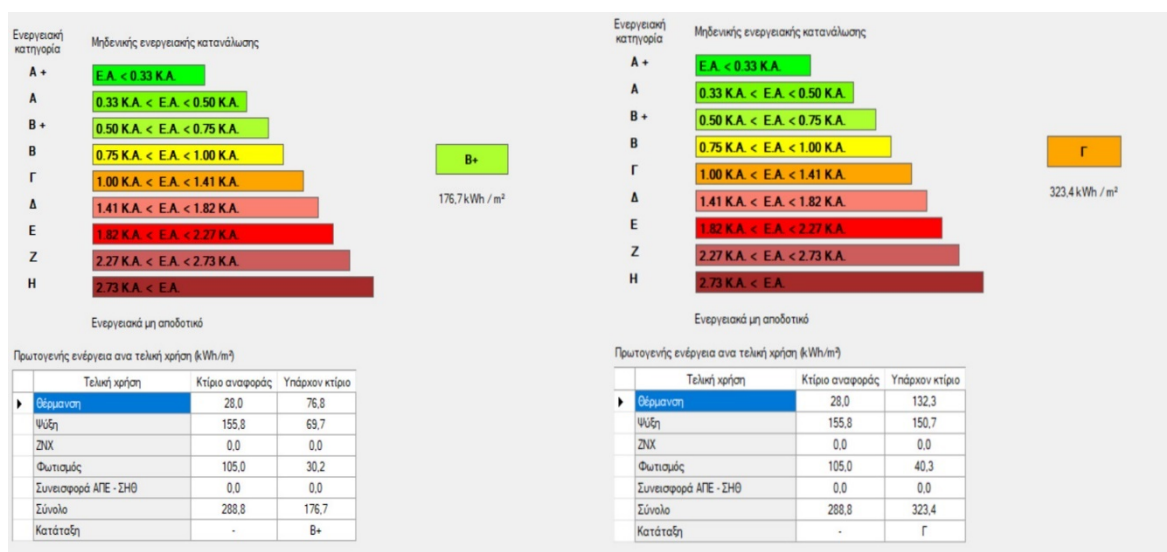 Ενεργειακή
κατηγορία
Μηδενικής ενεργειακής κατανάλωσης
A + Ε.Α. < 0.33 Κ.Α.
A 0.33 Κ.Α. < Ε.Α. < 0.50 Κ.Α.
B + 0.50 Κ.Α. < Ε.Α. < 0.75 Κ.Α.
B 0.75 Κ.Α. < Ε.Α. < 1.00 Κ.Α.
Γ 1.00 Κ.Α. < Ε.Α. < 1.41 Κ.Α.
Δ 1.41 Κ.Α. < Ε.Α. < 1.82 Κ.Α.
E 1.82 Κ.Α. < Ε.Α. < 2.27 Κ.Α.
Z 2.27 Κ.Α. < Ε.Α. < 2.73 Κ.Α.
H 2.73 Κ.Α. < Ε.Α.
Ενεργειακά μη αποδοτικό
B+
176,7 kWh / m²
Πρωτογενής ενέργεια ανα τελική χρήση (kWh/m²)
Τελική χρήση Κτίριο αναφοράς Υπάρχον κτίριο
Θέρμανση 28,0 76,8
Ψύξη 155,8 69,7
ΖΝΧ 0,0 0,0
Φωτισμός 105,0 30,2
Συνεισφορά ΑΠΕ - ΣΗΘ 0,0 0,0
Σύνολο 288,8 176,7
Κατάταξη - B+
Ενεργειακή
κατηγορία
Μηδενικής ενεργειακής κατανάλωσης
A + Ε.Α. < 0.33 Κ.Α.
A 0.33 Κ.Α. < Ε.Α. < 0.50 Κ.Α.
B + 0.50 Κ.Α. < Ε.Α. < 0.75 Κ.Α.
B 0.75 Κ.Α. < Ε.Α. < 1.00 Κ.Α.
Γ 1.00 Κ.Α. < Ε.Α. < 1.41 Κ.Α.
Δ 1.41 Κ.Α. < Ε.Α. < 1.82 Κ.Α.
E 1.82 Κ.Α. < Ε.Α. < 2.27 Κ.Α.
Z 2.27 Κ.Α. < Ε.Α. < 2.73 Κ.Α.
H 2.73 Κ.Α. < Ε.Α.
Ενεργειακά μη αποδοτικό
Γ
323,4 kWh / m²
Πρωτογενής ενέργεια ανα τελική χρήση (kWh/m²)
Τελική χρήση Κτίριο αναφοράς Υπάρχον κτίριο
Θέρμανση 28,0 132,3
Ψύξη 155,8 150,7
ΖΝΧ 0,0 0,0
Φωτισμός 105,0 40,3
Συνεισφορά ΑΠΕ - ΣΗΘ 0,0 0,0
Σύνολο 288,8 323,4
Κατάταξη - Γ